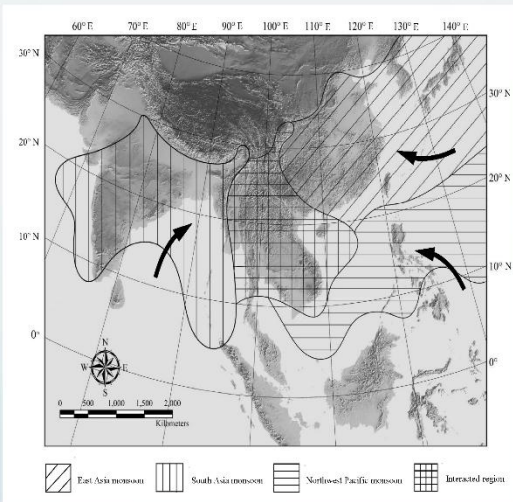 60° E 70° E 80° E 90° E 100° E 110° E 120° E 130° E 140° E
30° N
20° N
10° N
0°
30° N
20° N
10° N
0°
N
W E
S
0 500 1,000 1,500 2,000
Kilometers
East Asia monsoon
South Asia monsoon
Northwest Pacific monsoon
Interacted region